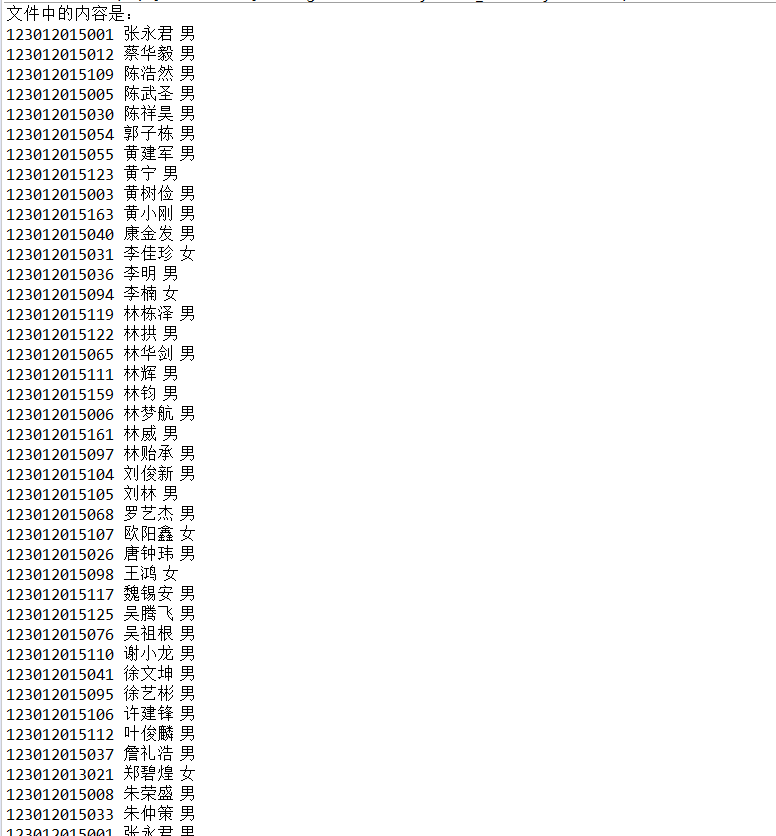 文件中的内容是：
123012015001 张永君 男
123012015012 蔡华毅 男
123012015109 陈浩然 男
123012015005 陈武圣 男
123012015030 陈祥昊 男
123012015054 郭子栋 男
123012015055 黄建军 男
123012015123 黄宁 男
123012015003 黄树俭 男
123012015163 黄小刚 男
123012015040 康金发 男
123012015031 李佳珍 女
123012015036 李明 男
123012015094 李楠 女
123012015119 林栋泽 男
123012015122 林拱 男
123012015065 林华剑 男
123012015111 林辉 男
123012015159 林钧 男
123012015006 林梦航 男
123012015161 林威 男
123012015097 林贻承 男
123012015104 刘俊新 男
123012015105 刘林 男
123012015068 罗艺杰 男
123012015107 欧阳鑫 女
123012015026 唐钟玮 男
123012015098 王鸿 女
123012015117 魏锡安 男
123012015125 吴腾飞 男
123012015076 吴祖根 男
123012015110 谢小龙 男
123012015041 徐文坤 男
123012015095 徐艺彬 男
123012015106 许建锋 男
123012015112 叶俊麟 男
123012015037 詹礼浩 男
123012013021 郑碧煌 女
123012015008 朱荣盛 男
123012015033 朱仲策 男
123012015001 张永君 男